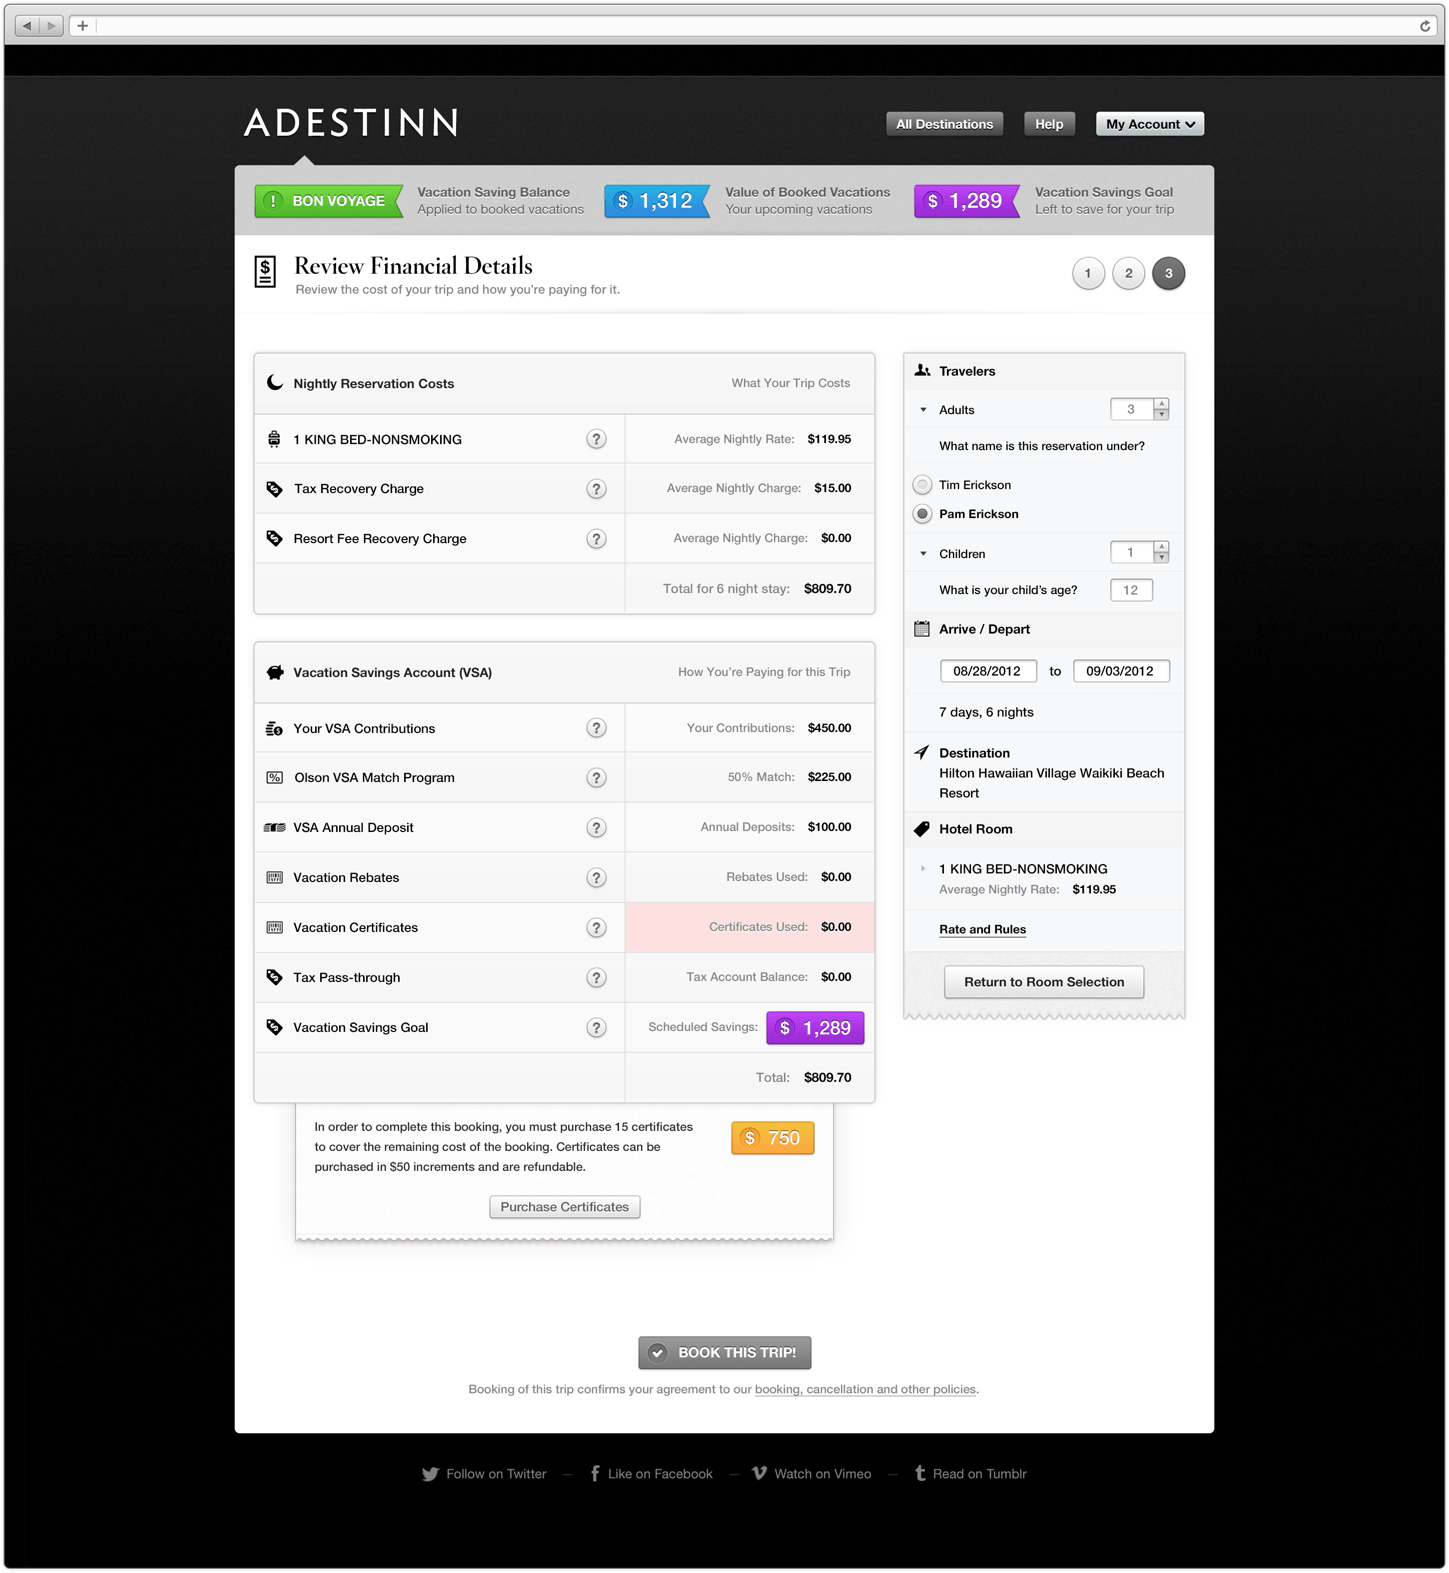 ADESTINN
All Destinations
Help
My Account
! BON VOYAGE
Vacation Saving Balance
Applied to booked vacations
$ 1,312
Value of Booked Vacations
Your upcoming vacations
$ 1,289
Vacation Savings Goal
Left to save for your trip
Review Financial Details
Review the cost of your trip and how you're paying for it.
1
2
3
Nightly Reservation Costs
What Your Trip Costs
1 KING BED-NONSMOKING
?
Average Nightly Rate: $119.95
Tax Recovery Charge
?
Average Nightly Charge: $15.00
Resort Fee Recovery Charge
?
Average Nightly Charge: $0.00
Total for 6 night stay: $809.70
Vacation Savings Account (VSA)
How You're Paying for this Trip
Your VSA Contributions
?
Your Contributions: $450.00
Olson VSA Match Program
?
50% Match: $225.00
VSA Annual Deposit
?
Annual Deposits: $100.00
Vacation Rebates
?
Rebates Used: $0.00
Vacation Certificates
?
Certificates Used: $0.00
Tax Pass-through
?
Tax Account Balance: $0.00
Vacation Savings Goal
?
Scheduled Savings: $ 1,289
Total: $809.70
In order to complete this booking, you must purchase 15 certificates
to cover the remaining cost of the booking. Certificates can be
purchased in $50 increments and are refundable.
$ 750
Purchase Certificates
Travelers
Adults 3
What name is this reservation under?
Tim Erickson
Pam Erickson
Children 1
What is your child's age? 12
Arrive / Depart
08/28/2012 to 09/03/2012
7 days, 6 nights
Destination
Hilton Hawaiian Village Waikiki Beach
Resort
Hotel Room
1 KING BED-NONSMOKING
Average Nightly Rate: $119.95
Rate and Rules
Return to Room Selection
BOOK THIS TRIP!
Booking of this trip confirms your agreement to our booking, cancellation and other policies.
Follow on Twitter — Like on Facebook — Watch on Vimeo — Read on Tumblr